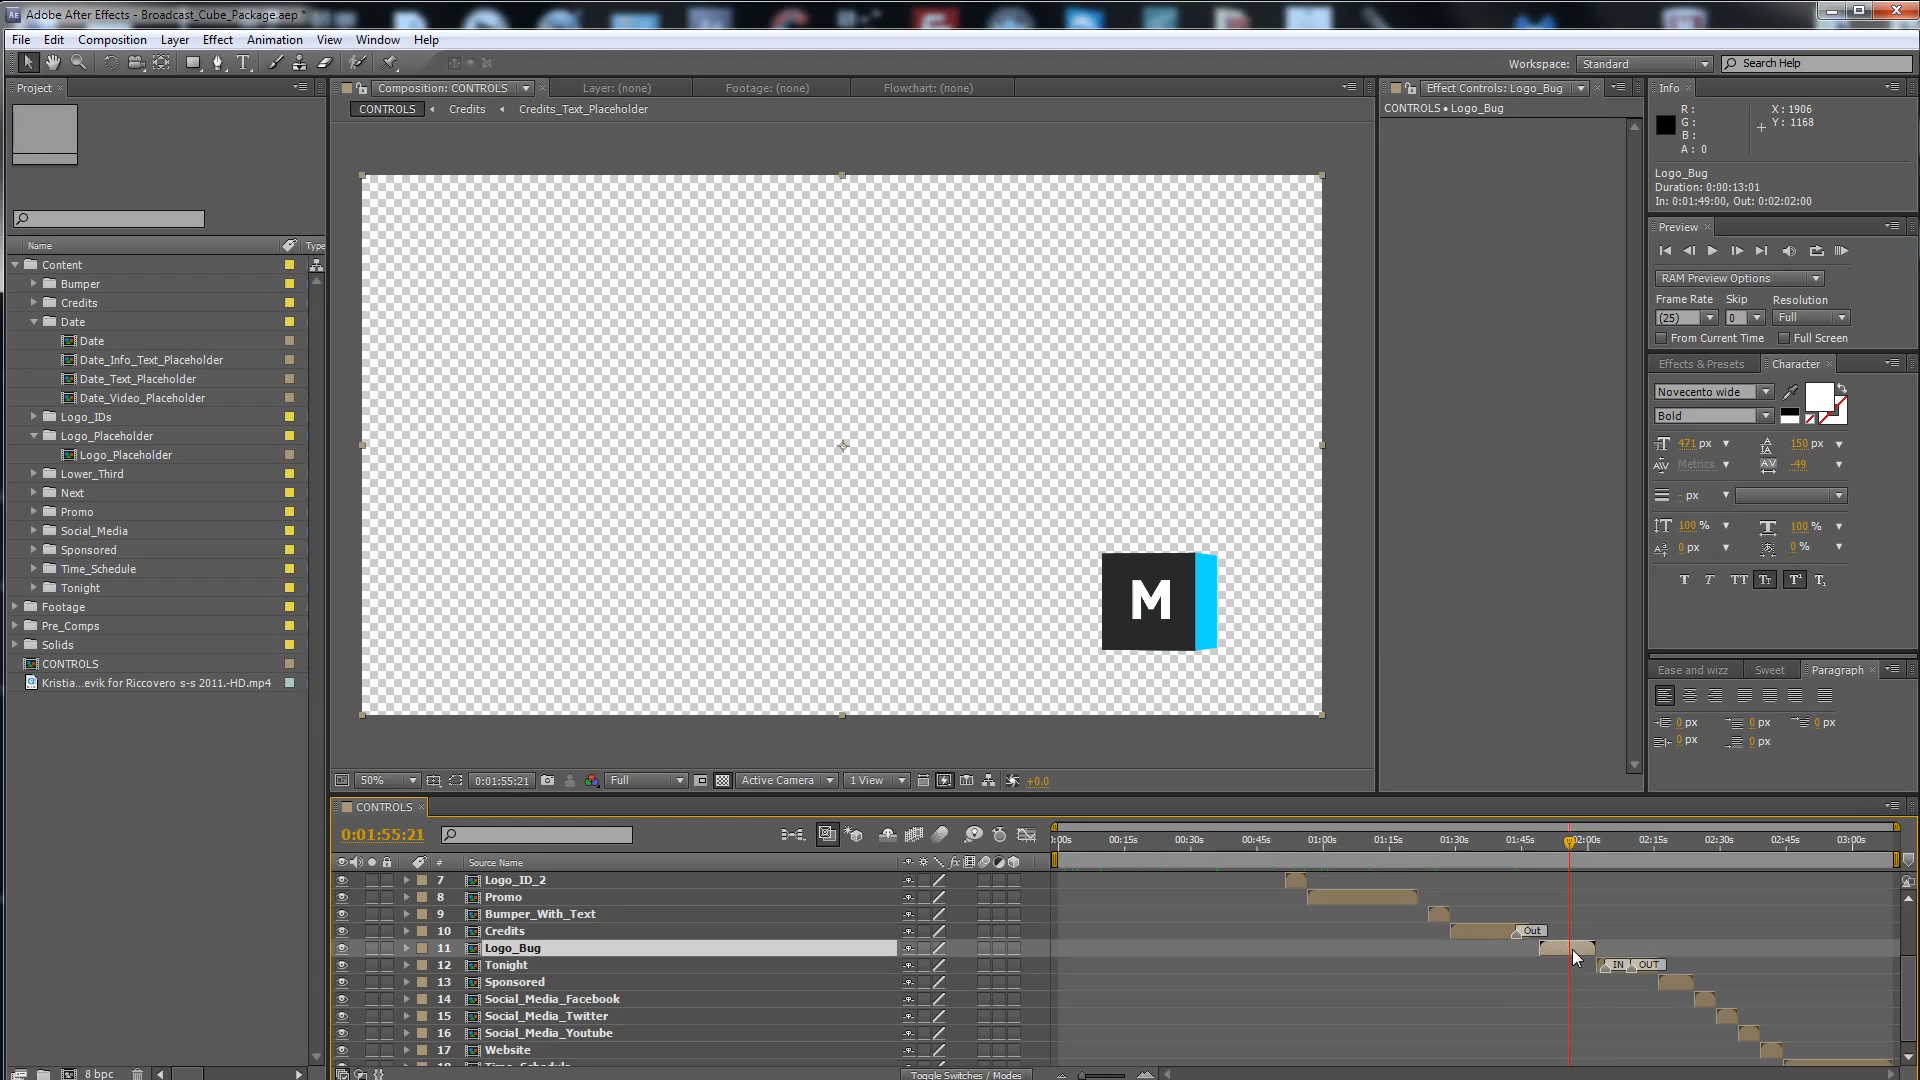 Ae Adobe After Effects - Broadcast_Cube_Package.aep *
File Edit Composition Layer Effect Animation View Window Help
Workspace: Standard Search Help
Project
Composition: CONTROLS
Layer: (none)
Footage: (none)
Flowchart: (none)
CONTROLS Credits Credits_Text_Placeholder
Effect Controls: Logo_Bug
CONTROLS • Logo_Bug
Info
R :
G :
B :
A : 0
X : 1906
Y : 1168
Logo_Bug
Duration: 0:00:13:01
In: 0:01:49:00, Out: 0:02:02:00
Preview
RAM Preview Options
Frame Rate Skip Resolution
(25) 0 Full
From Current Time Full Screen
Effects & Presets Character
Novecento wide
Bold
471 px 150 px
Metrics -49
- px
100 % 100 %
0 px 0 %
T T TT Tt T¹ T₁
Ease and wizz Sweet Paragraph
0 px 0 px 0 px
0 px 0 px
Name Type
Content
Bumper
Credits
Date
Date
Date_Info_Text_Placeholder
Date_Text_Placeholder
Date_Video_Placeholder
Logo_IDs
Logo_Placeholder
Logo_Placeholder
Lower_Third
Next
Promo
Social_Media
Sponsored
Time_Schedule
Tonight
Footage
Pre_Comps
Solids
CONTROLS
Kristia...evik for Riccovero s-s 2011.-HD.mp4
8 bpc
M
50% 0:01:55:21 Full Active Camera 1 View +0.0
CONTROLS
0:01:55:21
:00s 00:15s 00:30s 00:45s 01:00s 01:15s 01:30s 01:45s 02:00s 02:15s 02:30s 02:45s 03:00s
# Source Name
7 Logo_ID_2
8 Promo
9 Bumper_With_Text
10 Credits Out
11 Logo_Bug
12 Tonight IN OUT
13 Sponsored
14 Social_Media_Facebook
15 Social_Media_Twitter
16 Social_Media_Youtube
17 Website
18 Time_Schedule
Toggle Switches / Modes